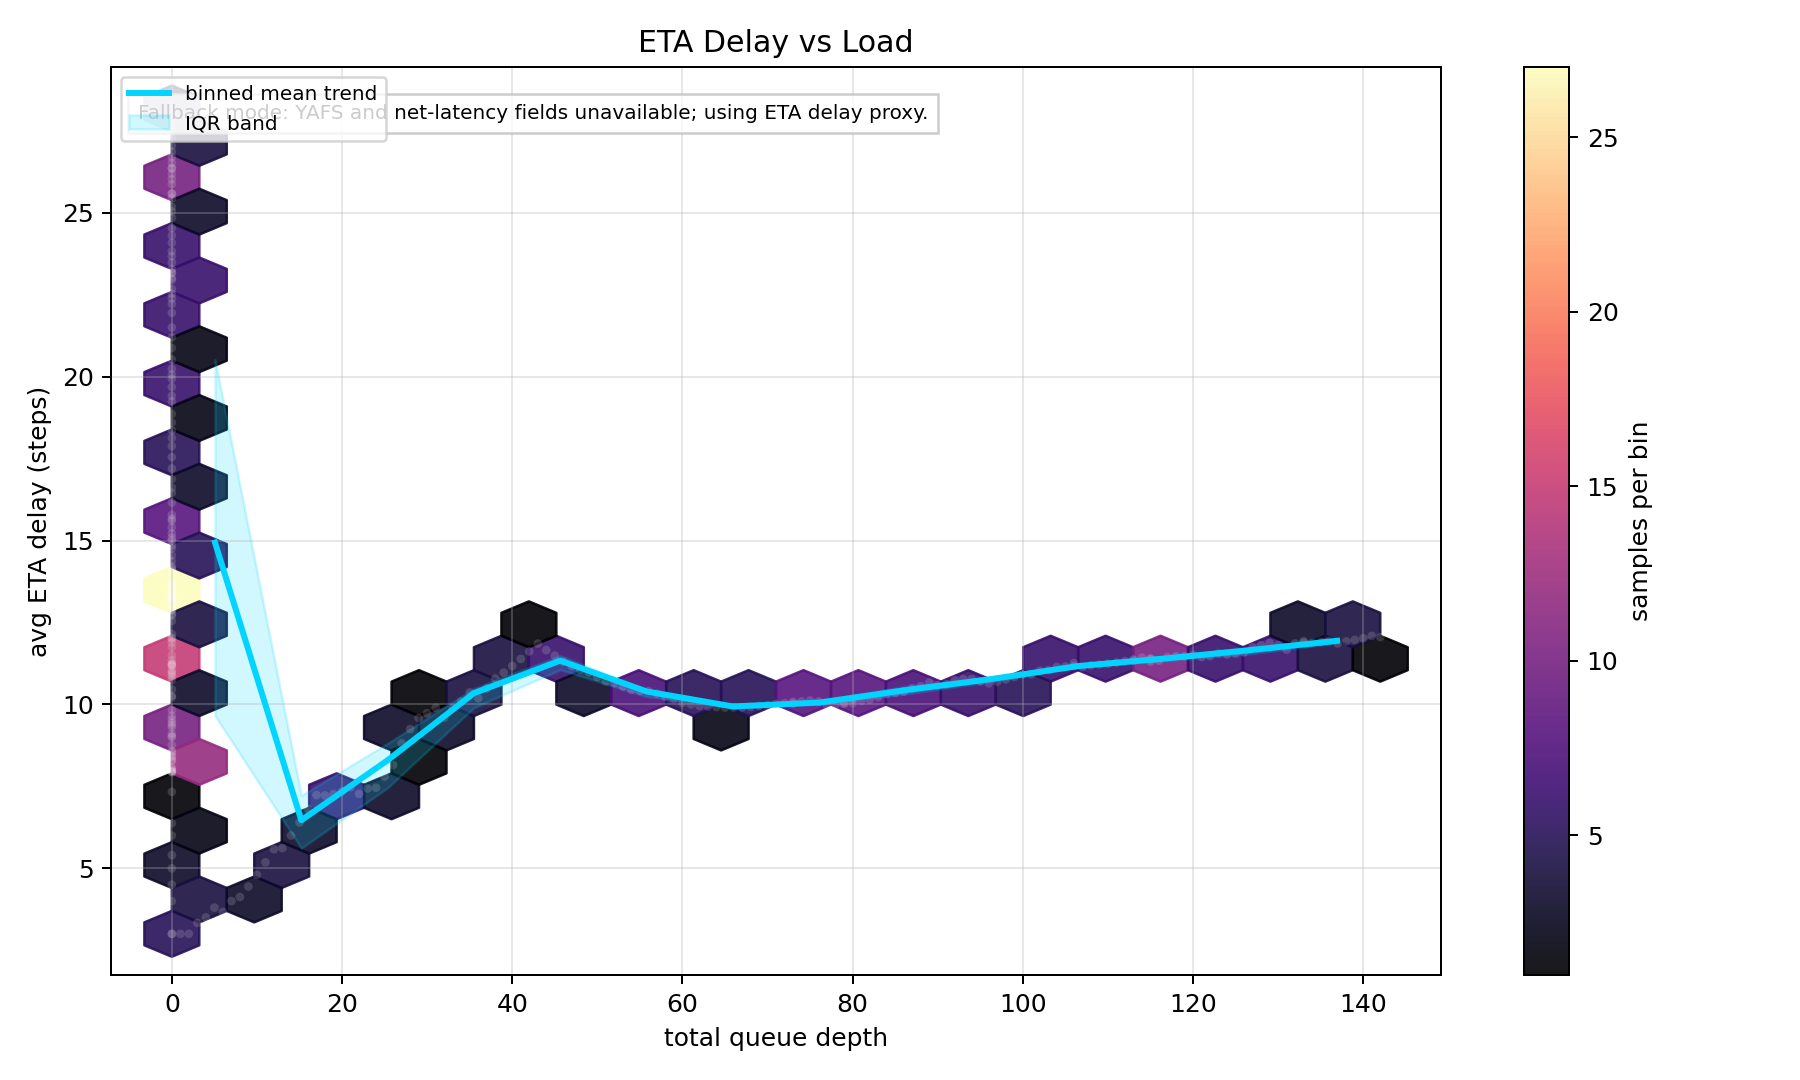 ETA Delay vs Load
binned mean trend
Fallback mode: YAFS and net-latency fields unavailable; using ETA delay proxy.
IQR band
avg ETA delay (steps)
25
20
15
10
5
0 20 40 60 80 100 120 140
total queue depth
25
20
15
10
5
samples per bin